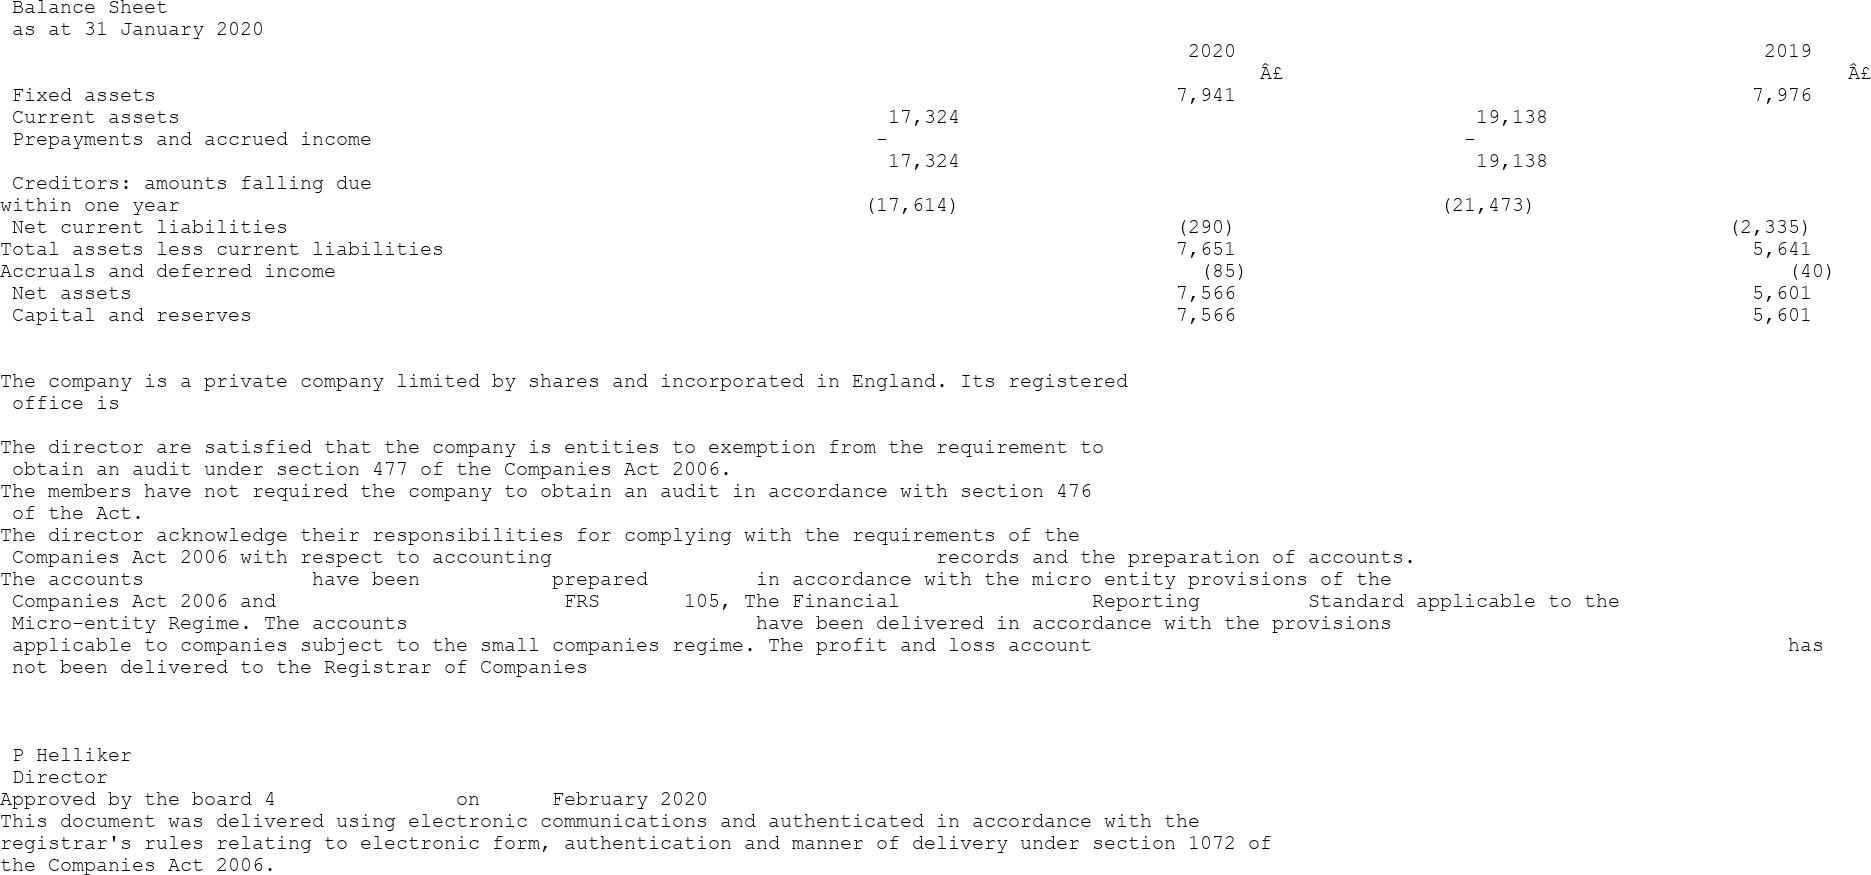 Balance Sheet
as at 31 January 2020
2020 2019
Â£ Â£
Fixed assets 7,941 7,976
Current assets 17,324 19,138
Prepayments and accrued income - -
17,324 19,138
Creditors: amounts falling due
within one year (17,614) (21,473)
Net current liabilities (290) (2,335)
Total assets less current liabilities 7,651 5,641
Accruals and deferred income (85) (40)
Net assets 7,566 5,601
Capital and reserves 7,566 5,601
The company is a private company limited by shares and incorporated in England. Its registered
office is
The director are satisfied that the company is entities to exemption from the requirement to
obtain an audit under section 477 of the Companies Act 2006.
The members have not required the company to obtain an audit in accordance with section 476
of the Act.
The director acknowledge their responsibilities for complying with the requirements of the
Companies Act 2006 with respect to accounting records and the preparation of accounts.
The accounts have been prepared in accordance with the micro entity provisions of the
Companies Act 2006 and FRS 105, The Financial Reporting Standard applicable to the
Micro-entity Regime. The accounts have been delivered in accordance with the provisions
applicable to companies subject to the small companies regime. The profit and loss account has
not been delivered to the Registrar of Companies
P Helliker
Director
Approved by the board 4 on February 2020
This document was delivered using electronic communications and authenticated in accordance with the
registrar's rules relating to electronic form, authentication and manner of delivery under section 1072 of
the Companies Act 2006.